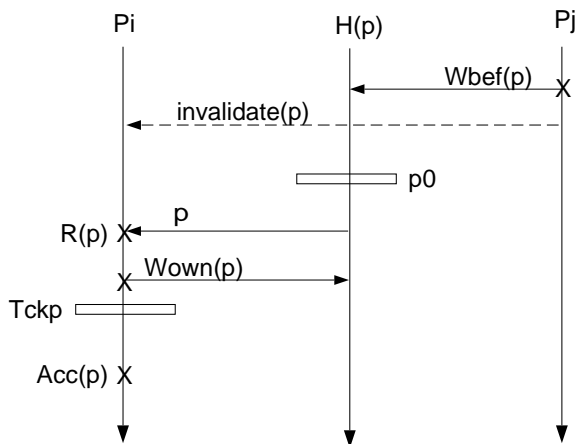 Pi
H(p)
Pj
Wbef(p)
invalidate(p)
p0
p
R(p)
Wown(p)
Tckp
Acc(p)